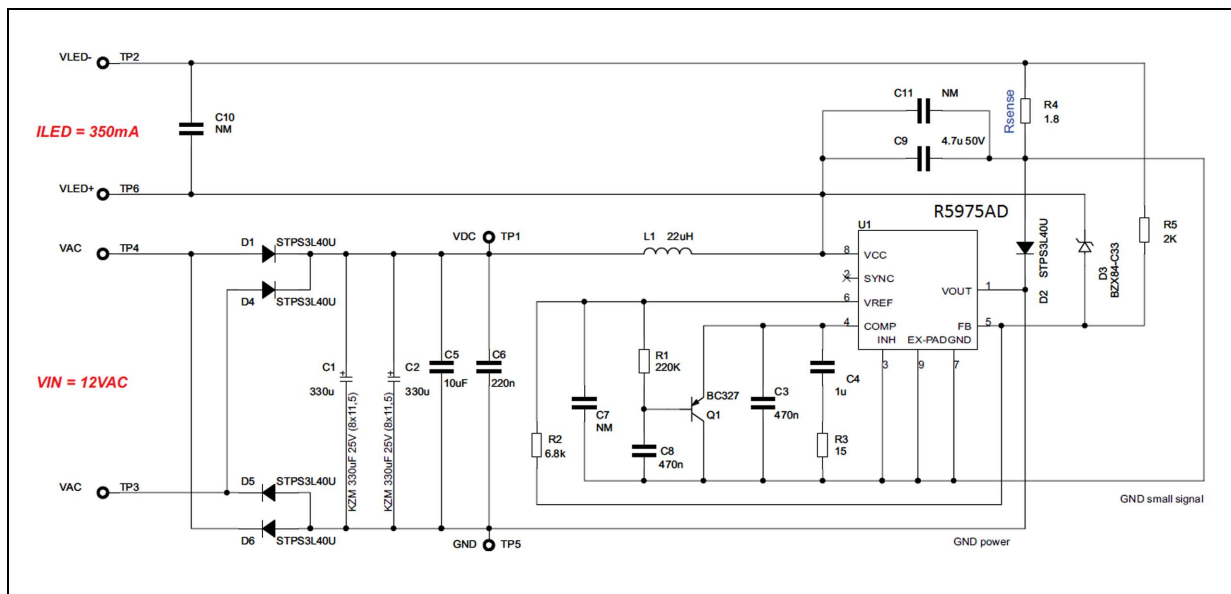 VLED- TP2
C10
NM
ILED = 350mA
VLED+ TP6
C11 NM
C9 4.7u 50V
Rsense
R4
1.8
R5975AD
U1
R5
2K
VAC TP4
D1 STPS3L40U
D4 STPS3L40U
VDC TP1
L1 22uH
8 VCC
2 SYNC
6 VREF
4 COMP
VOUT 1
FB 5
INH EX-PAD GND
3 9 7
STPS3L40U
D2
D3
BZX84-C33
VIN = 12VAC
C1
330u
KZM 330uF 25V (8x11,5)
C2
330u
KZM 330uF 25V (8x11,5)
C5
10uF
C6
220n
R2
6.8k
C7
NM
R1
220K
C8
470n
BC327
Q1
C3
470n
C4
1u
R3
15
VAC TP3
D5 STPS3L40U
D6 STPS3L40U
GND TP5
GND small signal
GND power